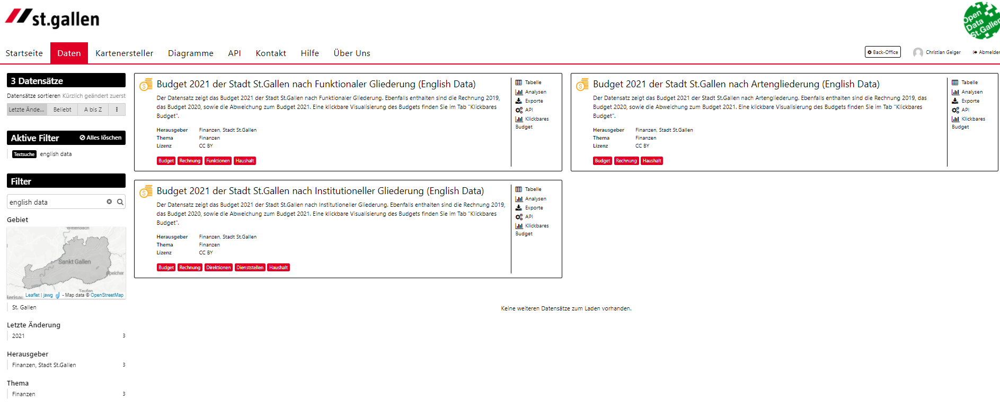 st.gallen
Open
Data
St.Gallen
Startseite Daten Kartenersteller Diagramme API Kontakt Hilfe Über Uns
Back-Office Christian Geiger Abmelden
3 Datensätze
Datensätze sortieren Kürzlich geändert zuerst
Letzte Ände... Beliebt A bis Z
Aktive Filter Alles löschen
Textsuche english data
Filter
english data
Gebiet
Wittenbach
Sankt Gallen
Speicher
Teufen
Herisau
Leaflet | jawg - Map data © OpenStreetMap
St. Gallen
Letzte Änderung
2021 3
Herausgeber
Finanzen, Stadt St.Gallen 3
Thema
Finanzen 3
Budget 2021 der Stadt St.Gallen nach Funktionaler Gliederung (English Data)
Der Datensatz zeigt das Budget 2021 der Stadt St.Gallen nach Funktionaler Gliederung. Ebenfalls enthalten sind die Rechnung 2019,
das Budget 2020, sowie die Abweichung zum Budget 2021. Eine klickbare Visualisierung des Budgets finden Sie im Tab "Klickbares
Budget".
Herausgeber Finanzen, Stadt St.Gallen
Thema Finanzen
Lizenz CC BY
Budget Rechnung Funktionen Haushalt
Tabelle
Analysen
Exporte
API
Klickbares
Budget
Budget 2021 der Stadt St.Gallen nach Artengliederung (English Data)
Der Datensatz zeigt das Budget 2021 der Stadt St.Gallen nach Artengliederung. Ebenfalls enthalten sind die Rechnung 2019, das
Budget 2020, sowie die Abweichung zum Budget 2021. Eine klickbare Visualisierung des Budgets finden Sie im Tab "Klickbares
Budget".
Herausgeber Finanzen, Stadt St.Gallen
Thema Finanzen
Lizenz CC BY
Budget Rechnung Haushalt
Tabelle
Analysen
Exporte
API
Klickbares
Budget
Budget 2021 der Stadt St.Gallen nach Institutioneller Gliederung (English Data)
Der Datensatz zeigt das Budget 2021 der Stadt St.Gallen nach Institutioneller Gliederung. Ebenfalls enthalten sind die Rechnung 2019,
das Budget 2020, sowie die Abweichung zum Budget 2021. Eine klickbare Visualisierung des Budgets finden Sie im Tab "Klickbares
Budget".
Herausgeber Finanzen, Stadt St.Gallen
Thema Finanzen
Lizenz CC BY
Budget Rechnung Direktionen Dienststellen Haushalt
Tabelle
Analysen
Exporte
API
Klickbares
Budget
Keine weiteren Datensätze zum Laden vorhanden.